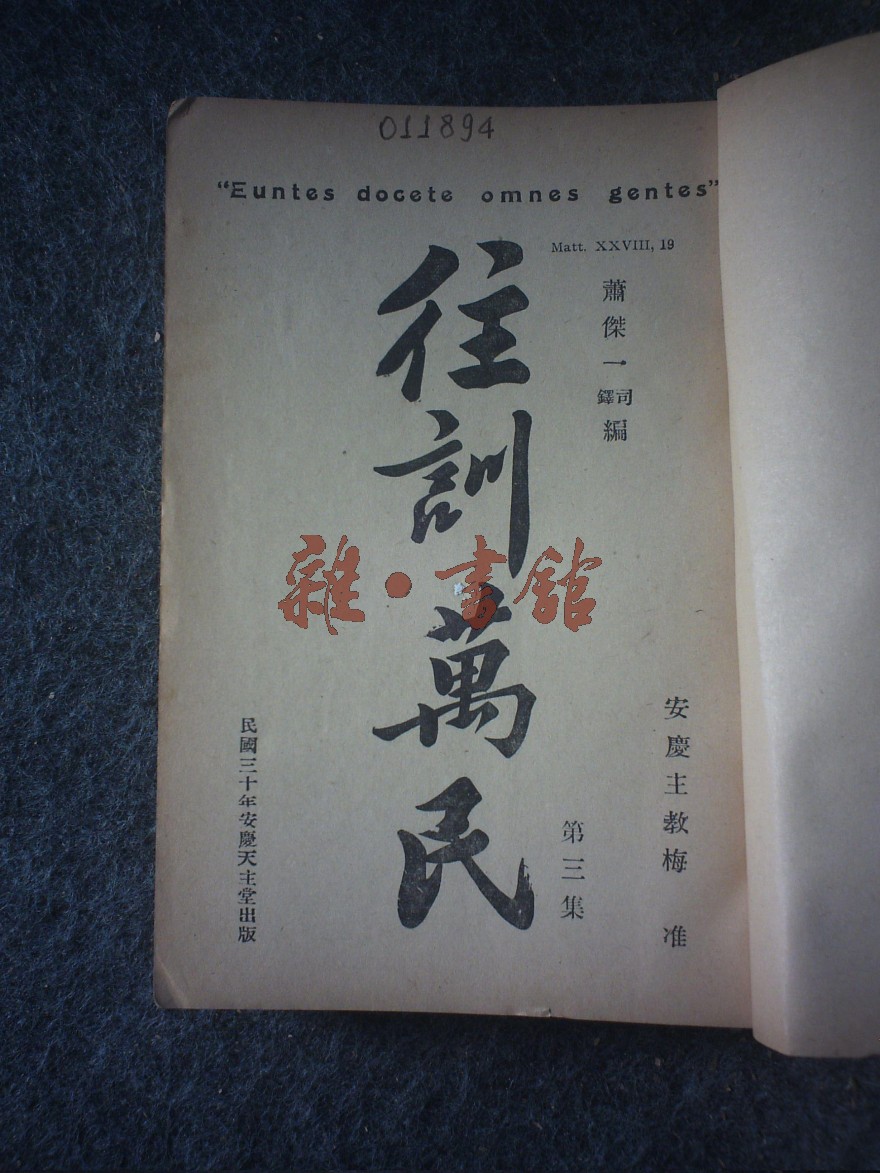 011894
"Euntes docete omnes gentes"
Matt. XXVIII, 19
蕭傑一司鐸編
安慶主教梅 准
往訓萬民
第三集
民國三十年安慶天主堂出版
雜·書館